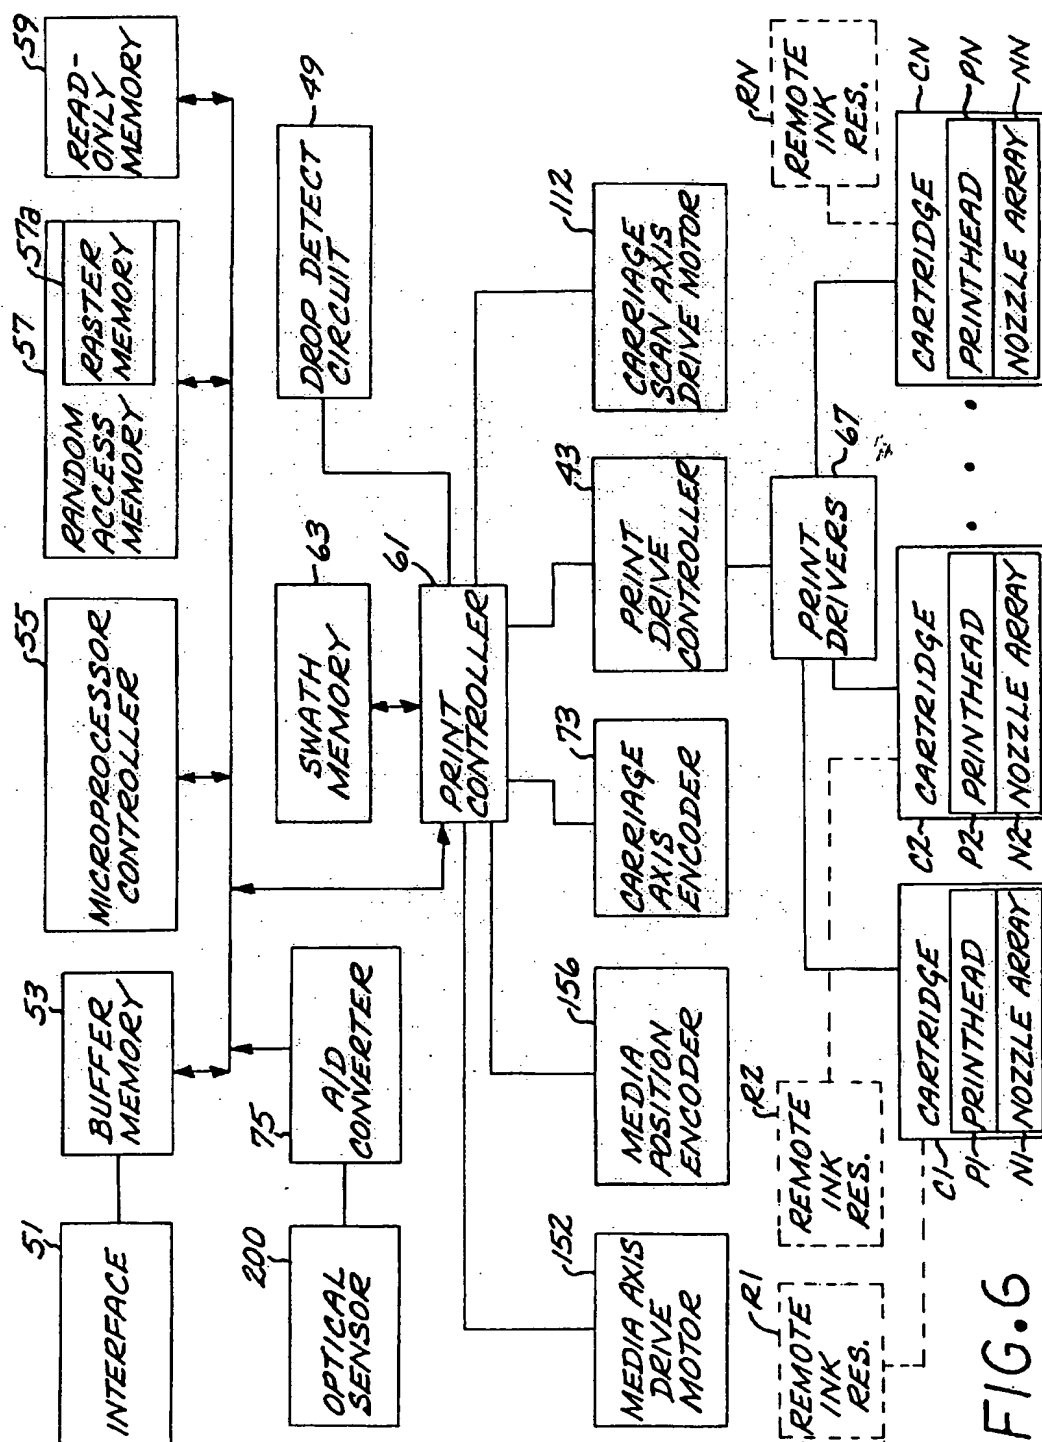 51
INTERFACE
53
BUFFER
MEMORY
55
MICROPROCESSOR
CONTROLLER
57
RANDOM
ACCESS
MEMORY
57a
RASTER
MEMORY
59
READ-
ONLY
MEMORY
200
OPTICAL
SENSOR
75
A/D
CONVERTER
63
SWATH
MEMORY
49
DROP DETECT
CIRCUIT
61
PRINT
CONTROLLER
152
MEDIA AXIS
DRIVE
MOTOR
156
MEDIA
POSITION
ENCODER
73
CARRIAGE
AXIS
ENCODER
43
PRINT
DRIVE
CONTROLLER
112
CARRIAGE
SCAN AXIS
DRIVE MOTOR
67
PRINT
DRIVERS
R1
REMOTE
INK
RES.
R2
REMOTE
INK
RES.
RN
REMOTE
INK
RES.
C1
CARTRIDGE
P1
PRINTHEAD
N1
NOZZLE ARRAY
C2
CARTRIDGE
P2
PRINTHEAD
N2
NOZZLE ARRAY
CARTRIDGE
CN
PRINTHEAD
PN
NOZZLE ARRAY
NN
FIG.6